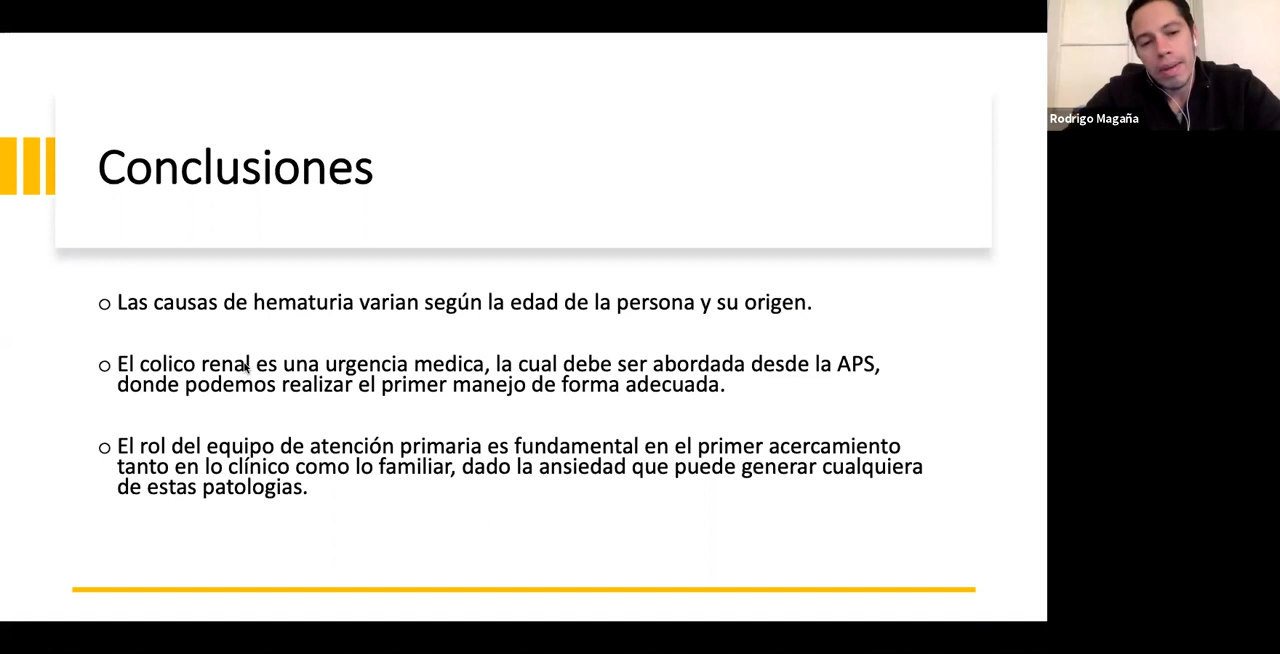 Conclusiones
Las causas de hematuria varian según la edad de la persona y su origen.
El colico renal es una urgencia medica, la cual debe ser abordada desde la APS,
donde podemos realizar el primer manejo de forma adecuada.
El rol del equipo de atención primaria es fundamental en el primer acercamiento
tanto en lo clínico como lo familiar, dado la ansiedad que puede generar cualquiera
de estas patologias.
Rodrigo Magaña